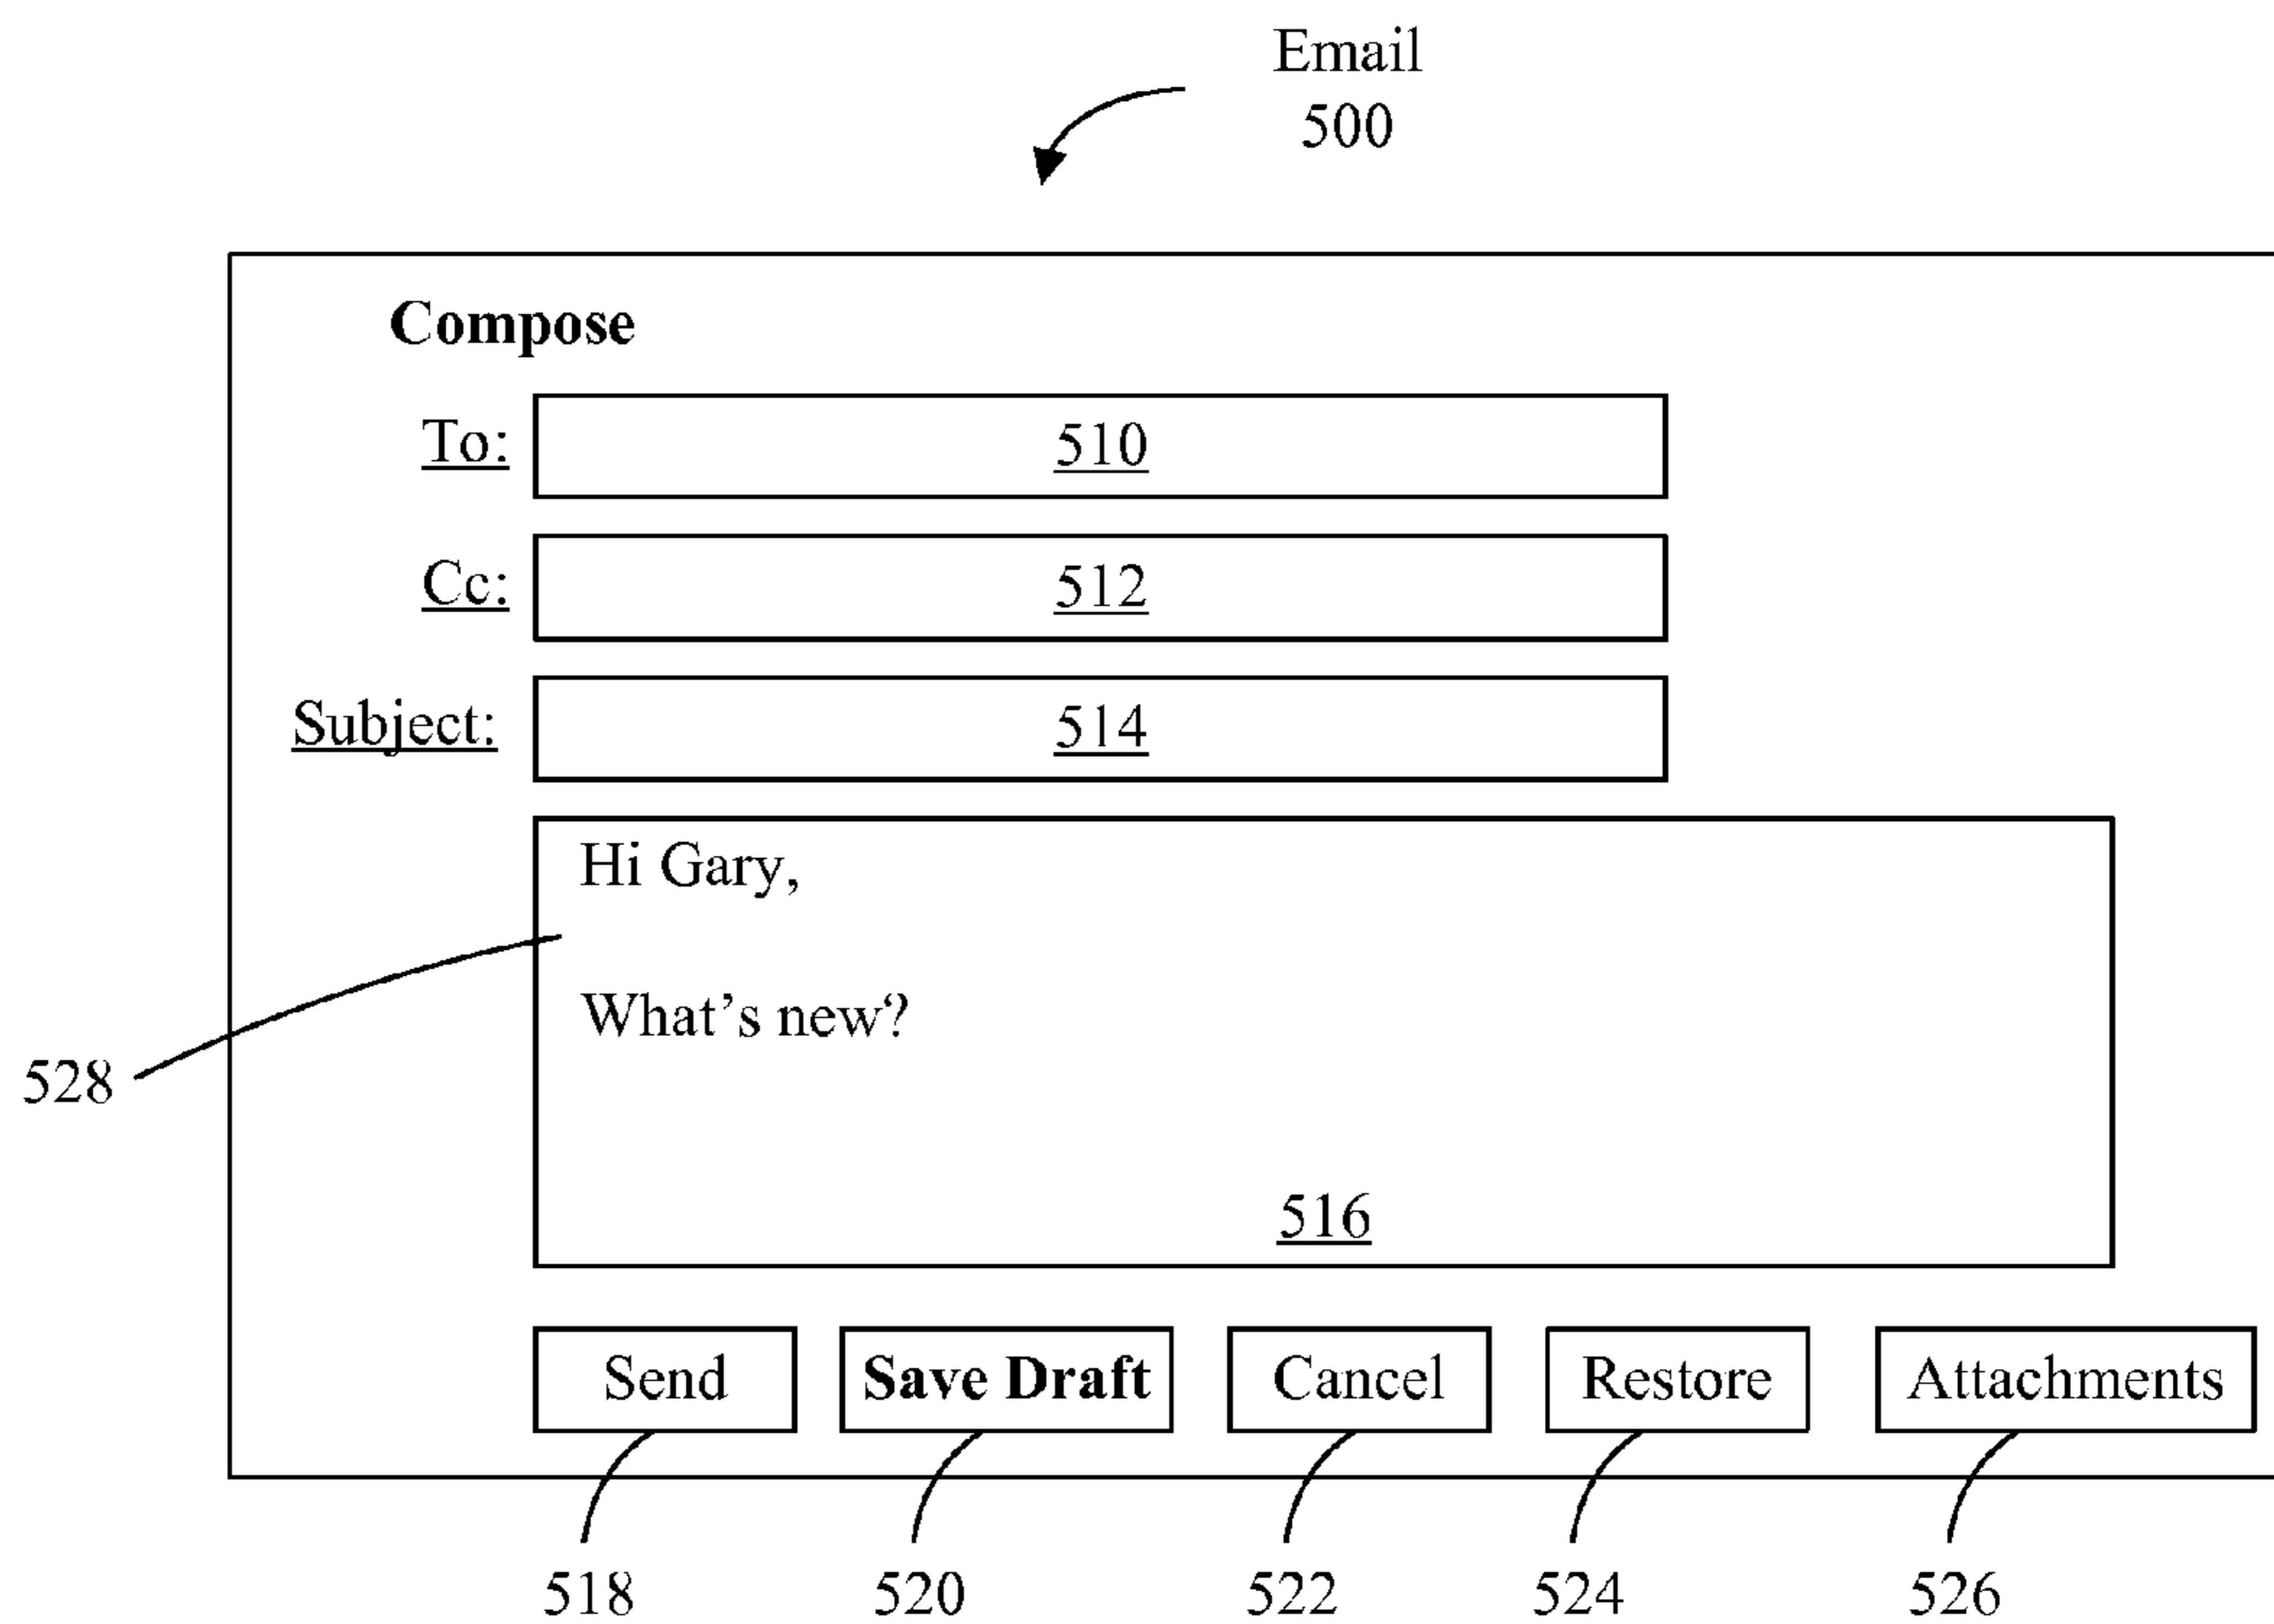 Email
500
Compose
To: 510
Cc: 512
Subject: 514
Hi Gary,
What’s new?
528
516
Send Save Draft Cancel Restore Attachments
518 520 522 524 526